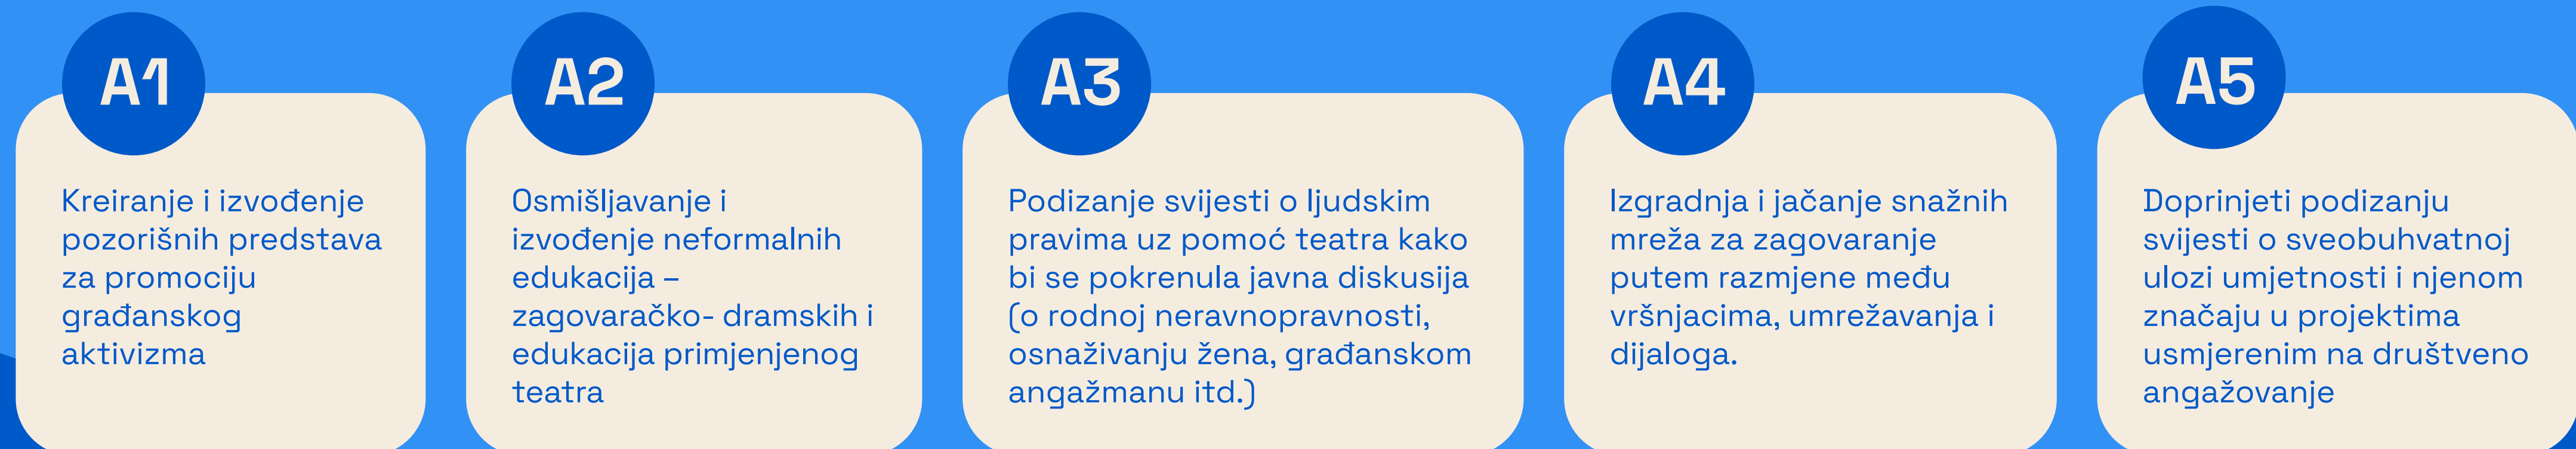 A1
Kreiranje i izvođenje
pozorišnih predstava
za promociju
građanskog
aktivizma
A2
Osmišljavanje i
izvođenje neformalnih
edukacija –
zagovaračko- dramskih i
edukacija primjenjenog
teatra
A3
Podizanje svijesti o ljudskim
pravima uz pomoć teatra kako
bi se pokrenula javna diskusija
(o rodnoj neravnopravnosti,
osnaživanju žena, građanskom
angažmanu itd.)
A4
Izgradnja i jačanje snažnih
mreža za zagovaranje
putem razmjene među
vršnjacima, umrežavanja i
dijaloga.
A5
Doprinjeti podizanju
svijesti o sveobuhvatnoj
ulozi umjetnosti i njenom
značaju u projektima
usmjerenim na društveno
angažovanje